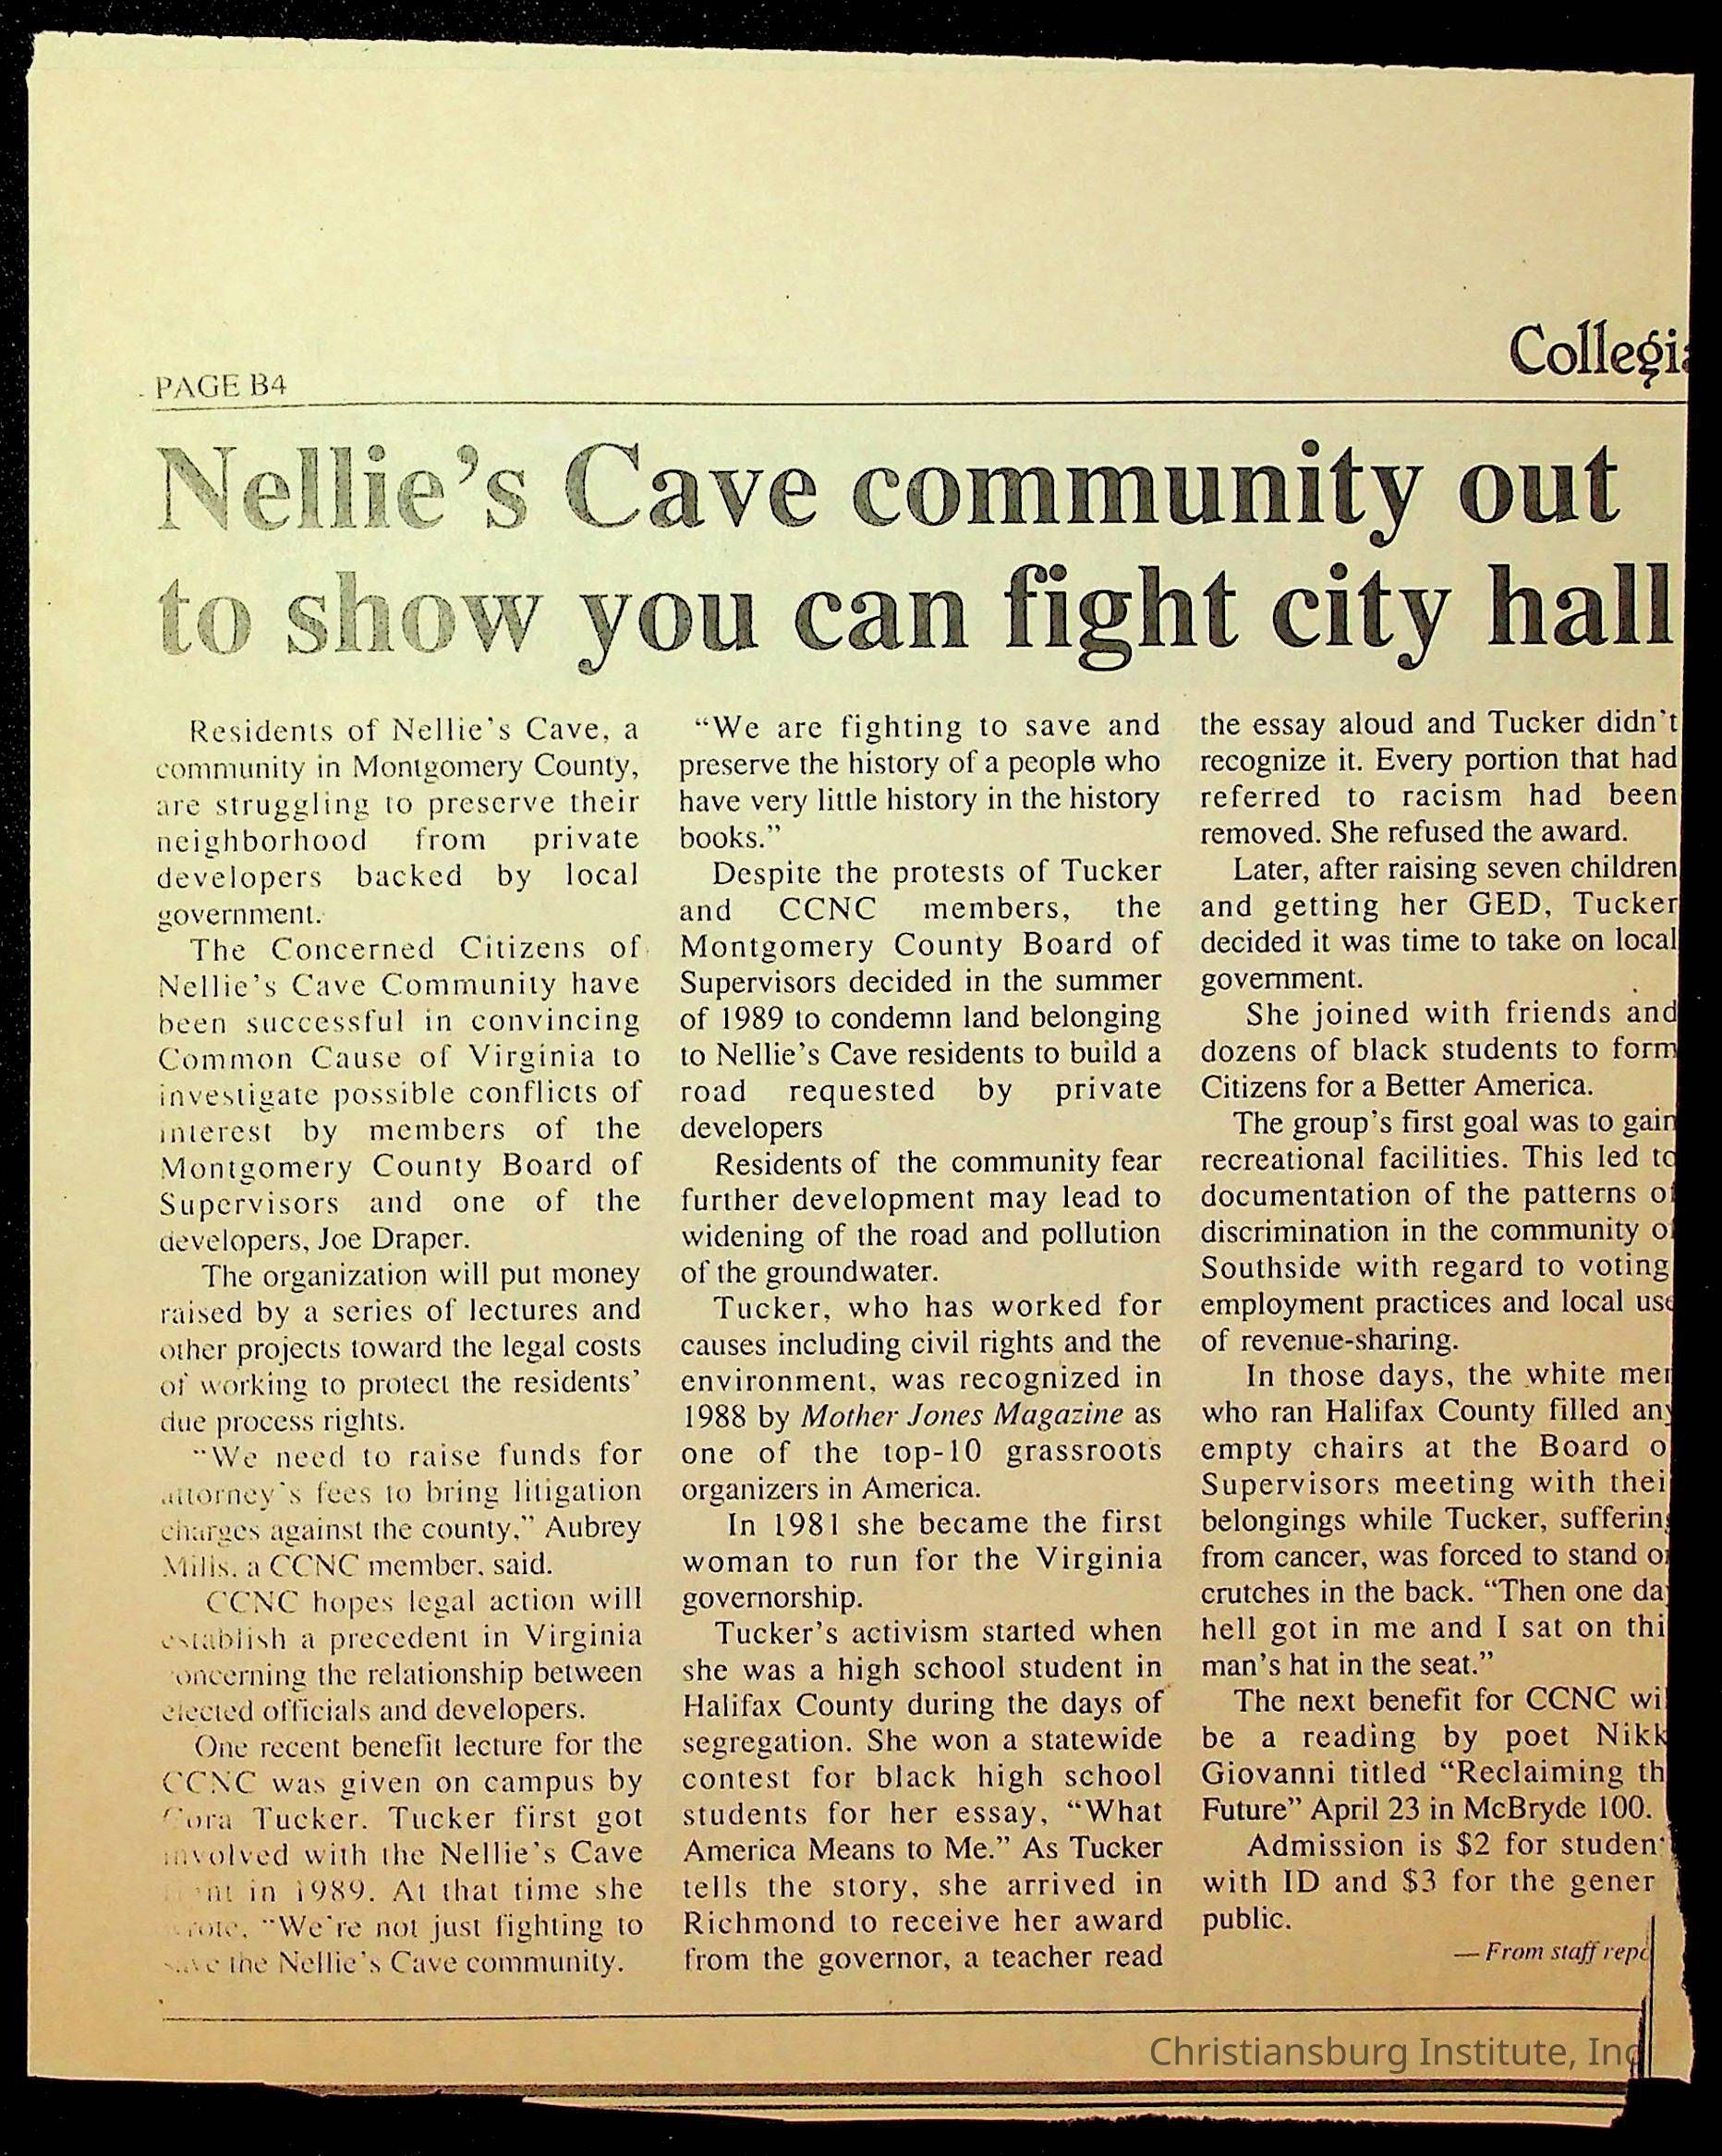 Collegi
PAGE B4
Nellie's Cave community out
to show you can fight city hall
Residents of Nellie's Cave, a
community in Montgomery County,
are struggling to preserve their
neighborhood from private
developers backed by local
government.
The Concerned Citizens of
Nellie's Cave Community have
been successful in convincing
Common Cause of Virginia to
investigate possible conflicts of
interest by members of the
Montgomery County Board of
Supervisors and one of the
developers, Joe Draper.
The organization will put money
raised by a series of lectures and
other projects toward the legal costs
of working to protect the residents'
due process rights.
"We need to raise funds for
attorney's fees to bring litigation
charges against the county," Aubrey
Mills, a CCNC member, said.
CCNC hopes legal action will
establish a precedent in Virginia
concerning the relationship between
elected officials and developers.
One recent benefit lecture for the
CCNC was given on campus by
Cora Tucker. Tucker first got
involved with the Nellie's Cave
in 1989. At that time she
wrote, "We're not just fighting to
save the Nellie's Cave community.
"We are fighting to save and
preserve the history of a people who
have very little history in the history
books."
Despite the protests of Tucker
and CCNC members, the
Montgomery County Board of
Supervisors decided in the summer
of 1989 to condemn land belonging
to Nellie's Cave residents to build a
road requested by private
developers
Residents of the community fear
further development may lead to
widening of the road and pollution
of the groundwater.
Tucker, who has worked for
causes including civil rights and the
environment, was recognized in
1988 by Mother Jones Magazine as
one of the top-10 grassroots
organizers in America.
In 1981 she became the first
woman to run for the Virginia
governorship.
Tucker's activism started when
she was a high school student in
Halifax County during the days of
segregation. She won a statewide
contest for black high school
students for her essay, "What
America Means to Me." As Tucker
tells the story, she arrived in
Richmond to receive her award
from the governor, a teacher read
the essay aloud and Tucker didn't
recognize it. Every portion that had
referred to racism had been
removed. She refused the award.
Later, after raising seven children
and getting her GED, Tucker
decided it was time to take on local
government.
She joined with friends and
dozens of black students to form
Citizens for a Better America.
The group's first goal was to gain
recreational facilities. This led to
documentation of the patterns of
discrimination in the community of
Southside with regard to voting
employment practices and local use
of revenue-sharing.
In those days, the white men
who ran Halifax County filled any
empty chairs at the Board o
Supervisors meeting with thei
belongings while Tucker, suffering
from cancer, was forced to stand on
crutches in the back. "Then one day
hell got in me and I sat on thi
man's hat in the seat."
The next benefit for CCNC wil
be a reading by poet Nikk
Giovanni titled "Reclaiming th
Future" April 23 in McBryde 100.
Admission is $2 for student
with ID and $3 for the gener
public.
— From staff repo
Christiansburg Institute, Inc